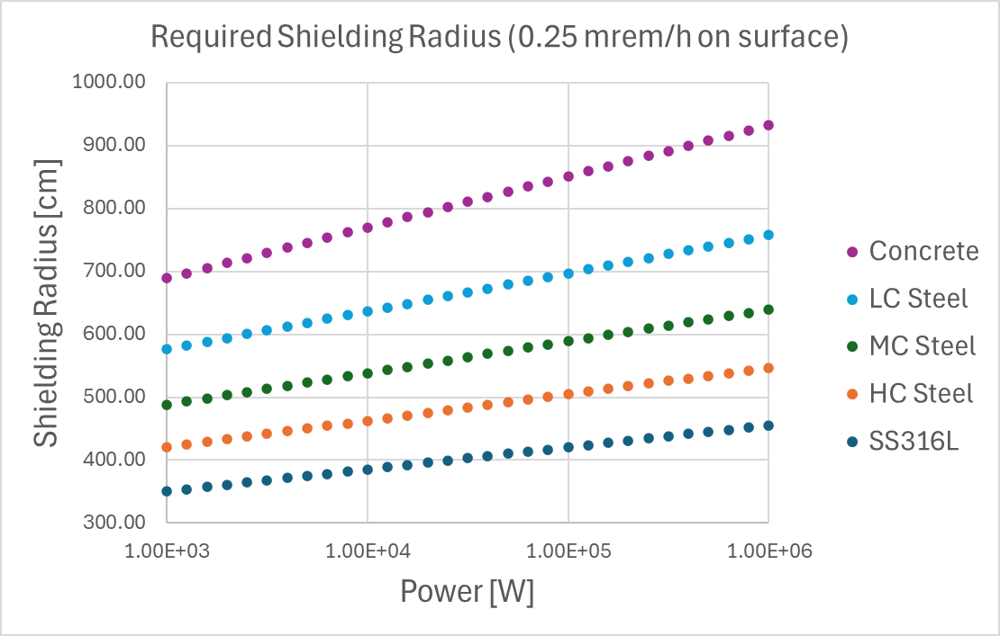 Required Shielding Radius (0.25 mrem/h on surface)
1000.00
900.00
800.00
700.00
600.00
500.00
400.00
300.00
Shielding Radius [cm]
1.00E+03 1.00E+04 1.00E+05 1.00E+06
Power [W]
Concrete
LC Steel
MC Steel
HC Steel
SS316L